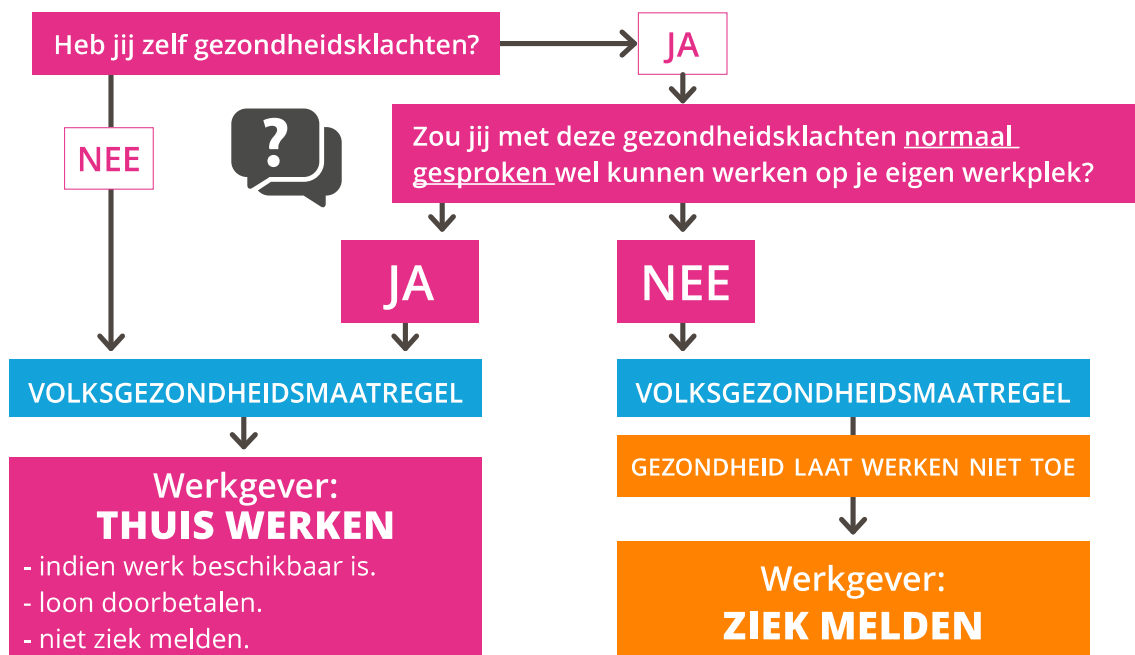 Heb jij zelf gezondheidsklachten?
JA
NEE
?
Zou jij met deze gezondheidsklachten normaal
gesproken wel kunnen werken op je eigen werkplek?
JA
NEE
VOLKSGEZONDHEIDSMAATREGEL
VOLKSGEZONDHEIDSMAATREGEL
GEZONDHEID LAAT WERKEN NIET TOE
Werkgever:
THUIS WERKEN
- indien werk beschikbaar is.
- loon doorbetalen.
- niet ziek melden.
Werkgever:
ZIEK MELDEN